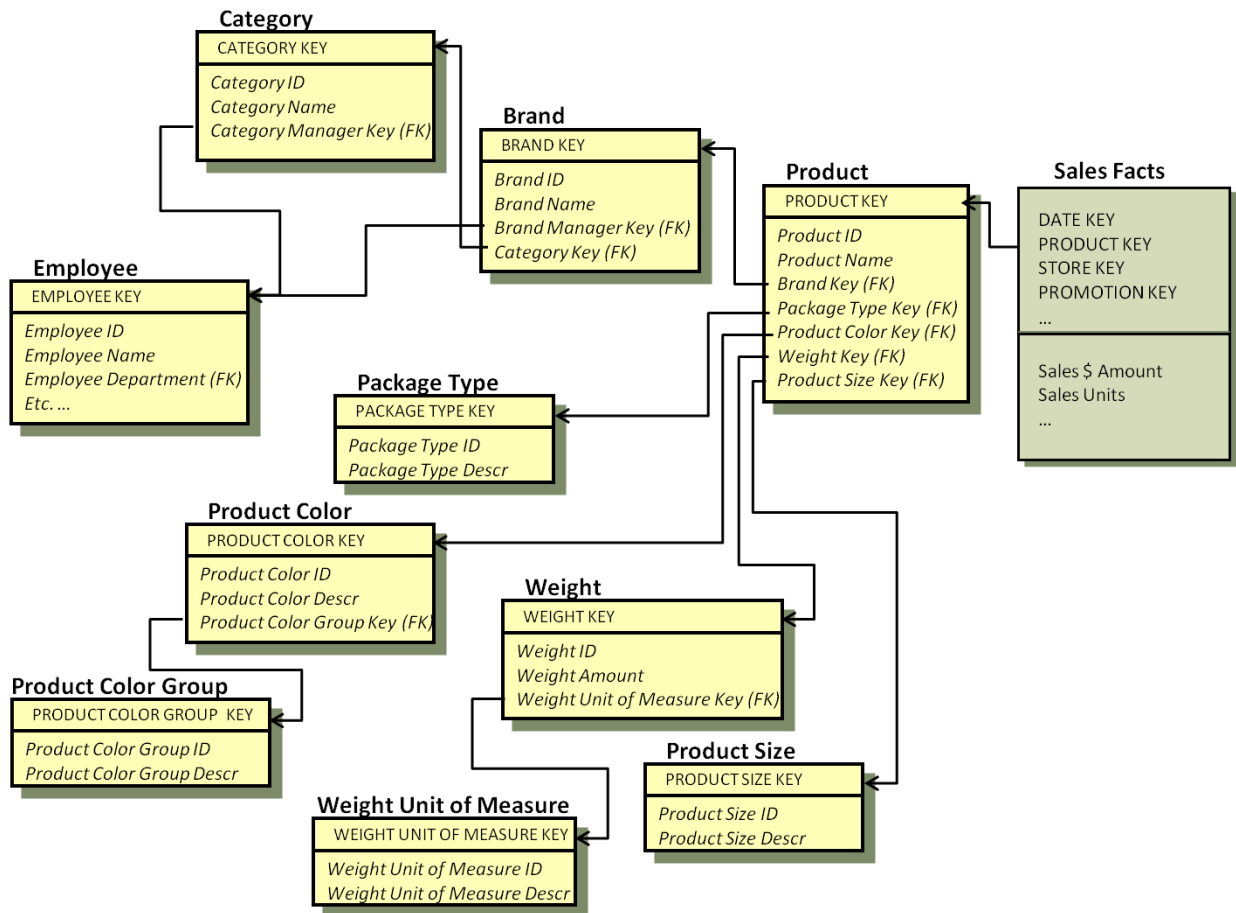 Category
CATEGORY KEY
Category ID
Category Name
Category Manager Key (FK)
Brand
BRAND KEY
Brand ID
Brand Name
Brand Manager Key (FK)
Category Key (FK)
Product
PRODUCT KEY
Product ID
Product Name
Brand Key (FK)
Package Type Key (FK)
Product Color Key (FK)
Weight Key (FK)
Product Size Key (FK)
Sales Facts
DATE KEY
PRODUCT KEY
STORE KEY
PROMOTION KEY
...
Sales $ Amount
Sales Units
...
Employee
EMPLOYEE KEY
Employee ID
Employee Name
Employee Department (FK)
Etc. ...
Package Type
PACKAGE TYPE KEY
Package Type ID
Package Type Descr
Product Color
PRODUCT COLOR KEY
Product Color ID
Product Color Descr
Product Color Group Key (FK)
Weight
WEIGHT KEY
Weight ID
Weight Amount
Weight Unit of Measure Key (FK)
Product Color Group
PRODUCT COLOR GROUP KEY
Product Color Group ID
Product Color Group Descr
Product Size
PRODUCT SIZE KEY
Product Size ID
Product Size Descr
Weight Unit of Measure
WEIGHT UNIT OF MEASURE KEY
Weight Unit of Measure ID
Weight Unit of Measure Descr